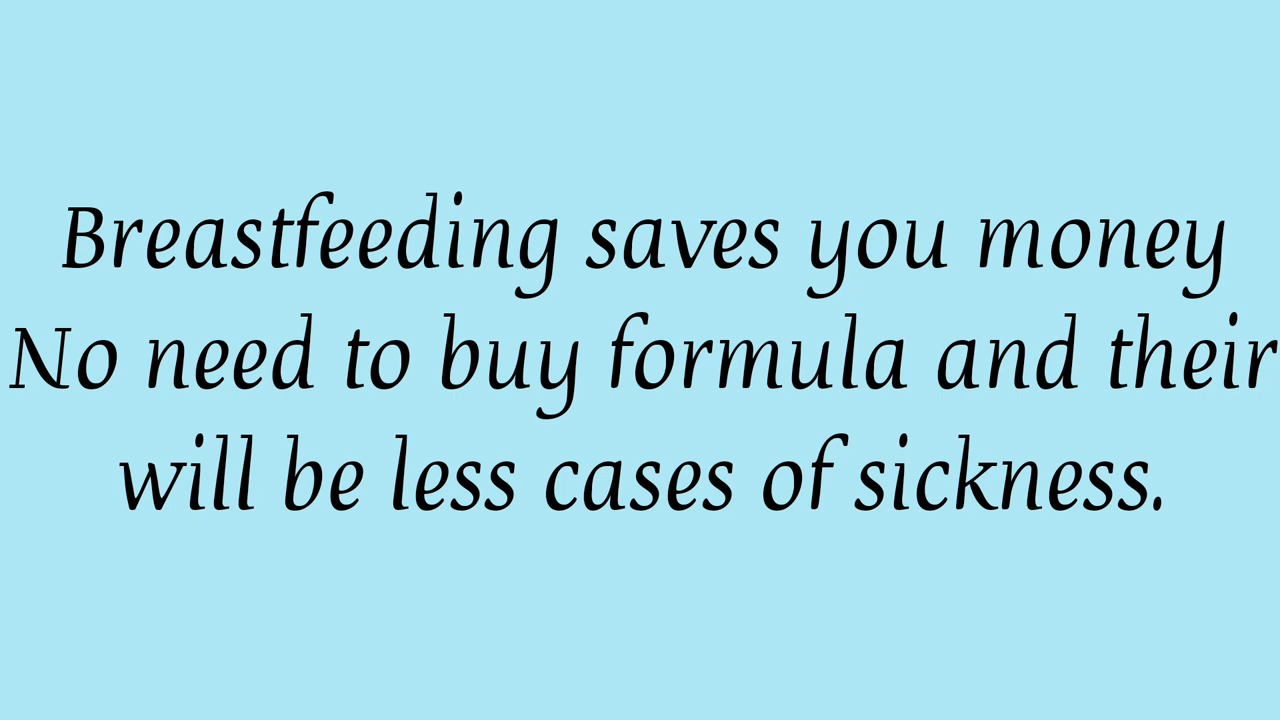 Breastfeeding saves you money
No need to buy formula and their
will be less cases of sickness.